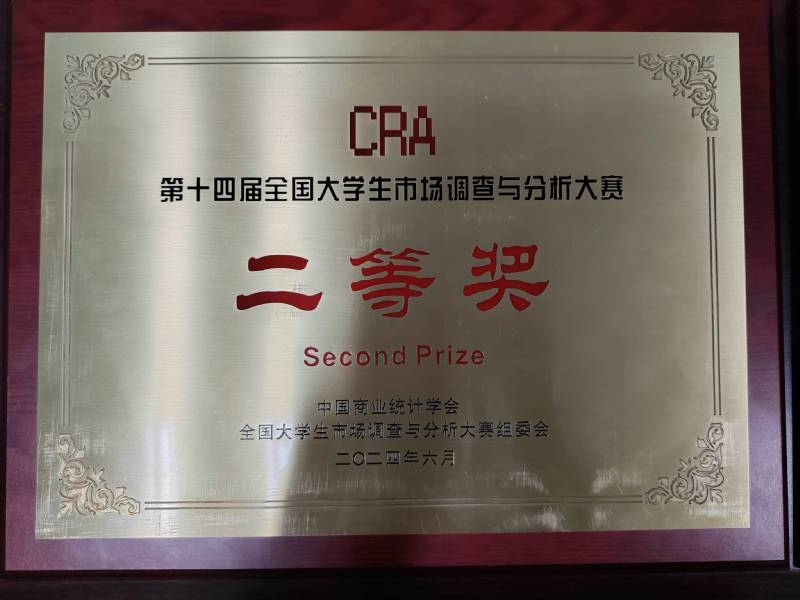 CRA
第十四届全国大学生市场调查与分析大赛
二等奖
Second Prize
中国商业统计学会
全国大学生市场调查与分析大赛组委会
二〇二四年六月